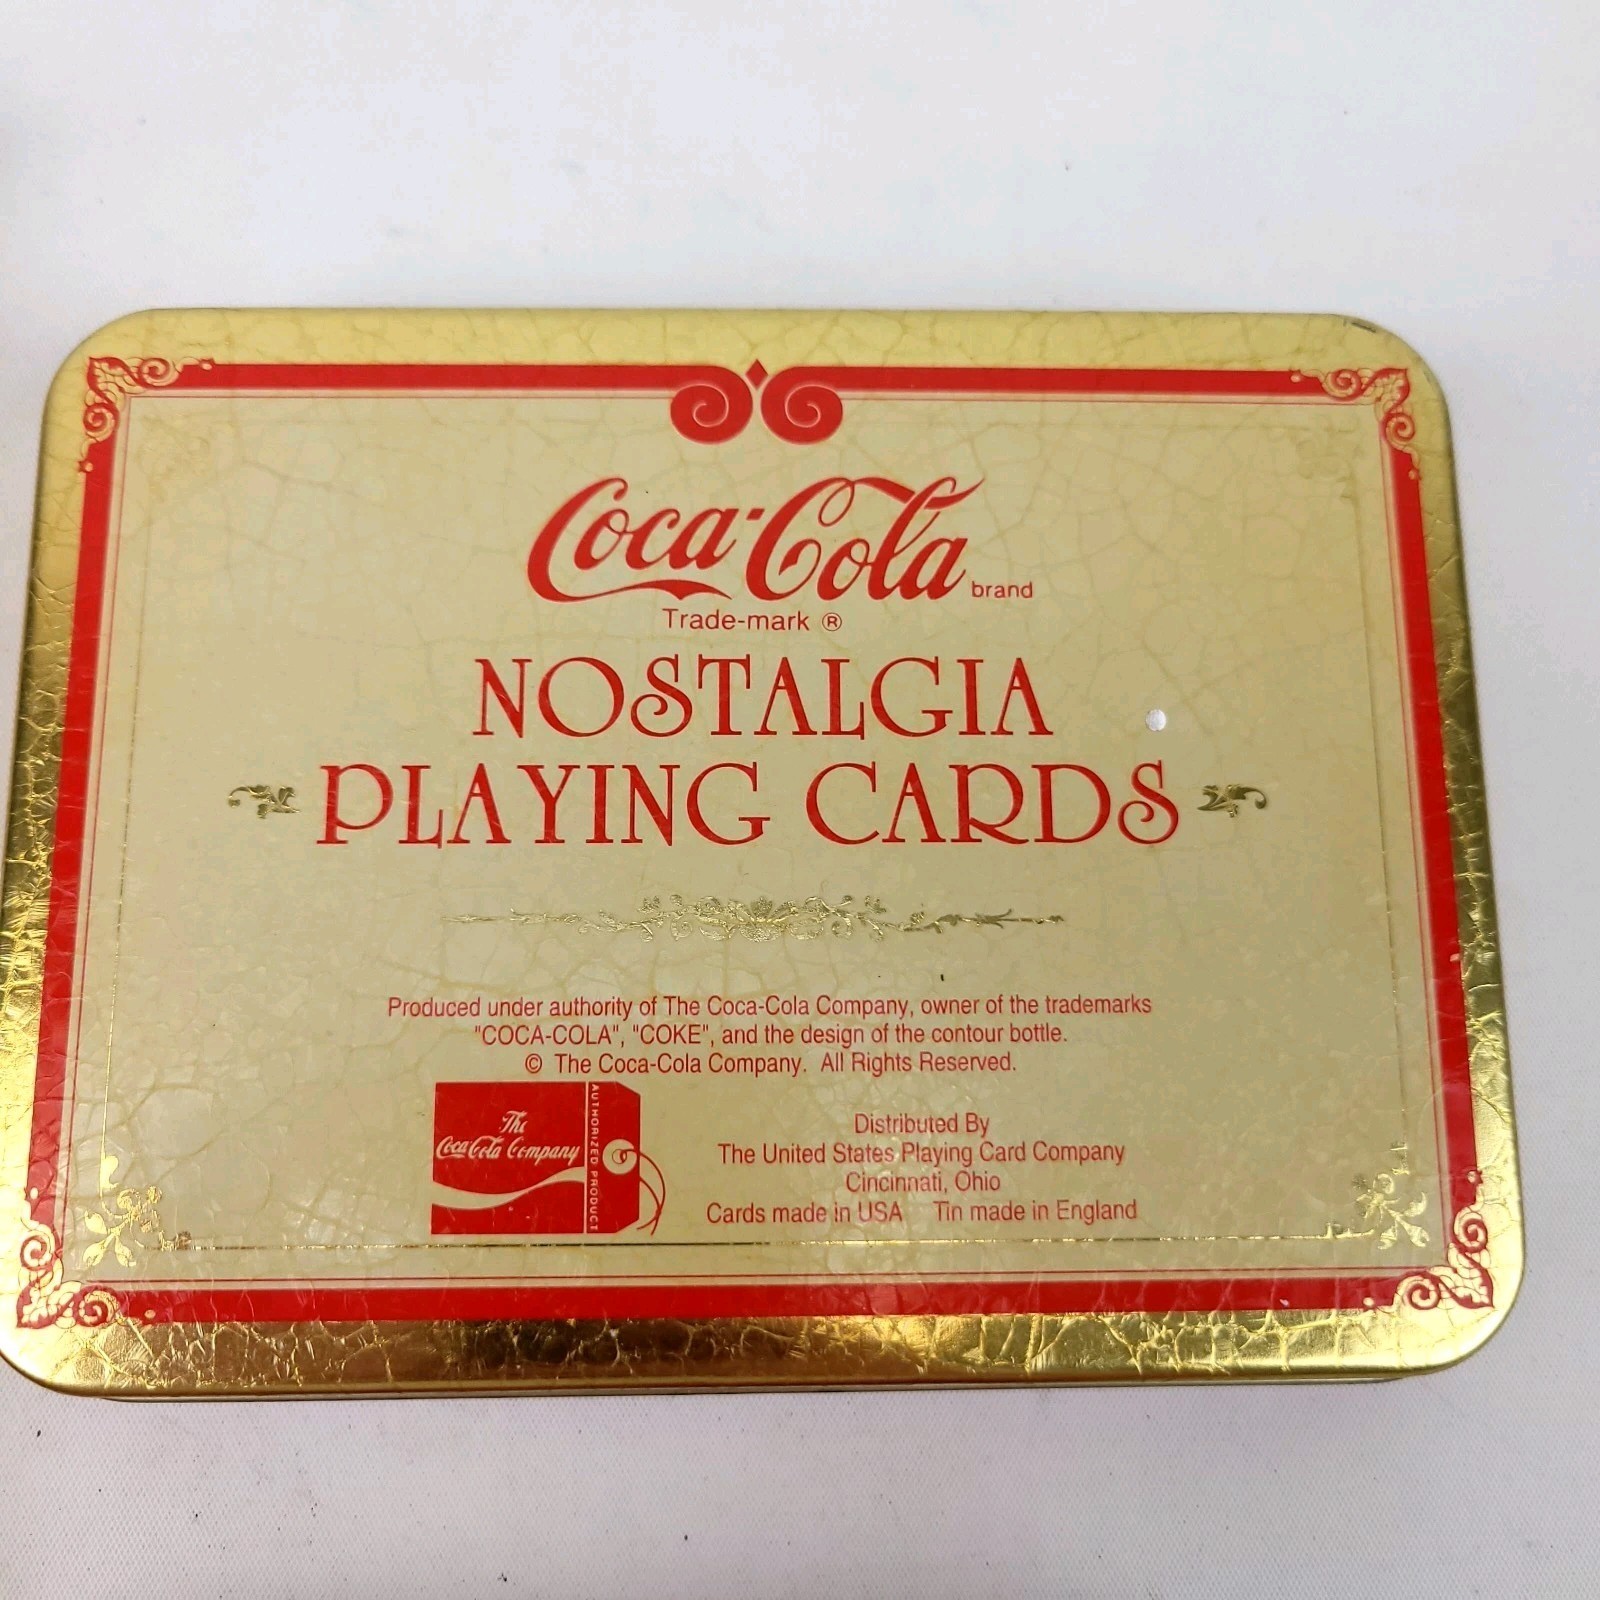 Coca-Cola brand
Trade-mark ®
NOSTALGIA
PLAYING CARDS
Produced under authority of The Coca-Cola Company, owner of the trademarks
"COCA-COLA", "COKE", and the design of the contour bottle.
© The Coca-Cola Company. All Rights Reserved.
The
Coca-Cola Company
AUTHORIZED PRODUCT
Distributed By
The United States Playing Card Company
Cincinnati, Ohio
Cards made in USA Tin made in England